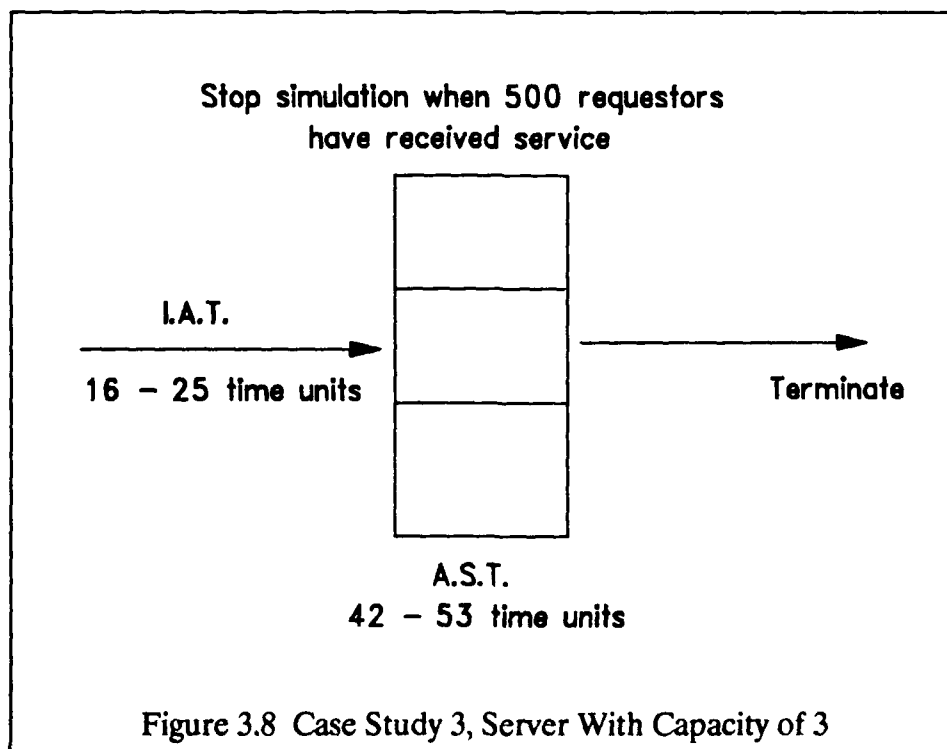 Stop simulation when 500 requestors
have received service
I.A.T.
16 – 25 time units
Terminate
A.S.T.
42 – 53 time units
Figure 3.8 Case Study 3, Server With Capacity of 3